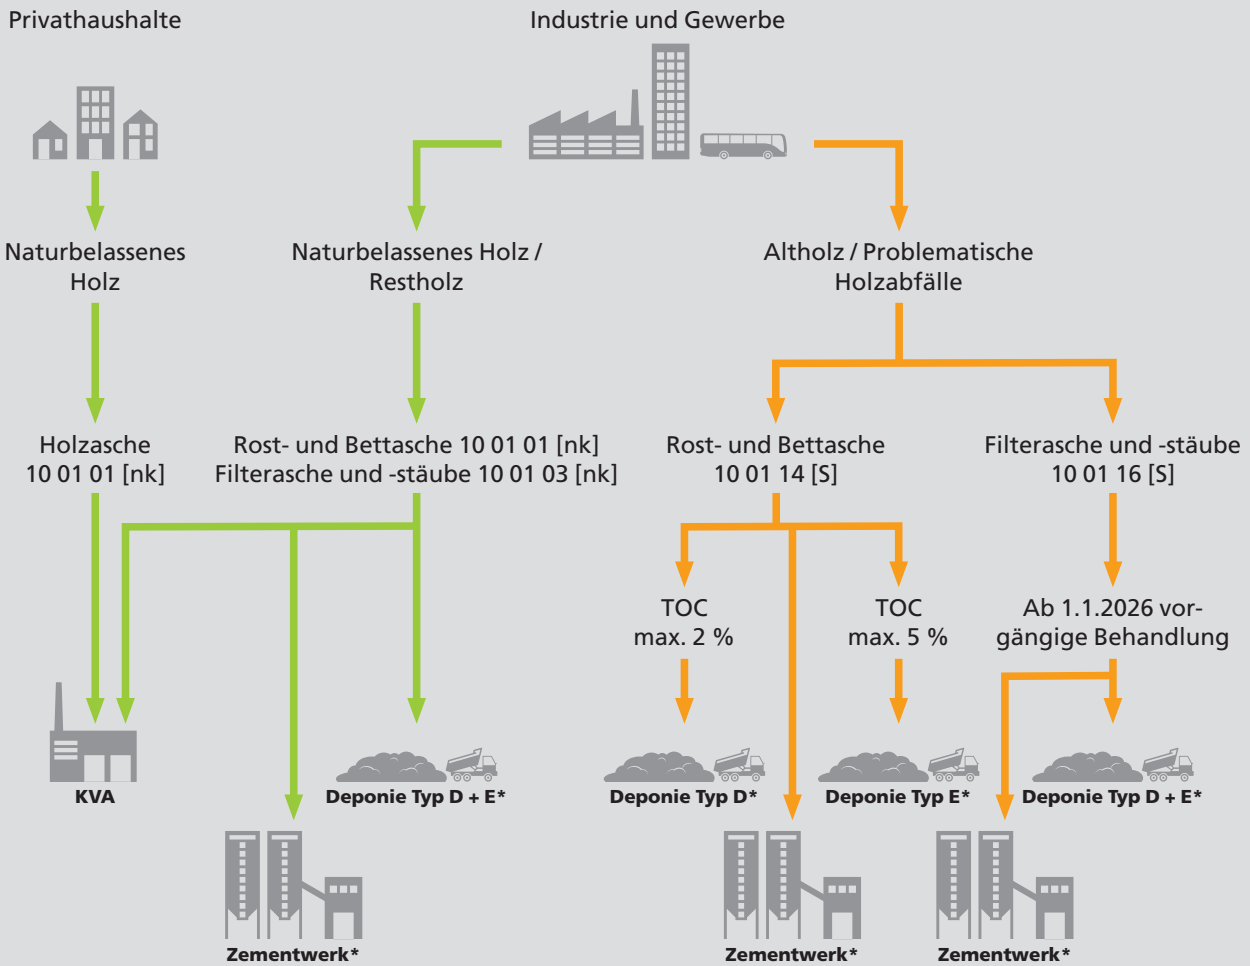 Privathaushalte
Industrie und Gewerbe
Naturbelassenes
Holz
Naturbelassenes Holz /
Restholz
Altholz / Problematische
Holzabfälle
Holzasche
10 01 01 [nk]
Rost- und Bettasche 10 01 01 [nk]
Filterasche und -stäube 10 01 03 [nk]
Rost- und Bettasche
10 01 14 [S]
Filterasche und -stäube
10 01 16 [S]
TOC
max. 2 %
TOC
max. 5 %
Ab 1.1.2026 vor-
gängige Behandlung
KVA
Deponie Typ D + E*
Deponie Typ D*
Deponie Typ E*
Deponie Typ D + E*
Zementwerk*
Zementwerk*
Zementwerk*